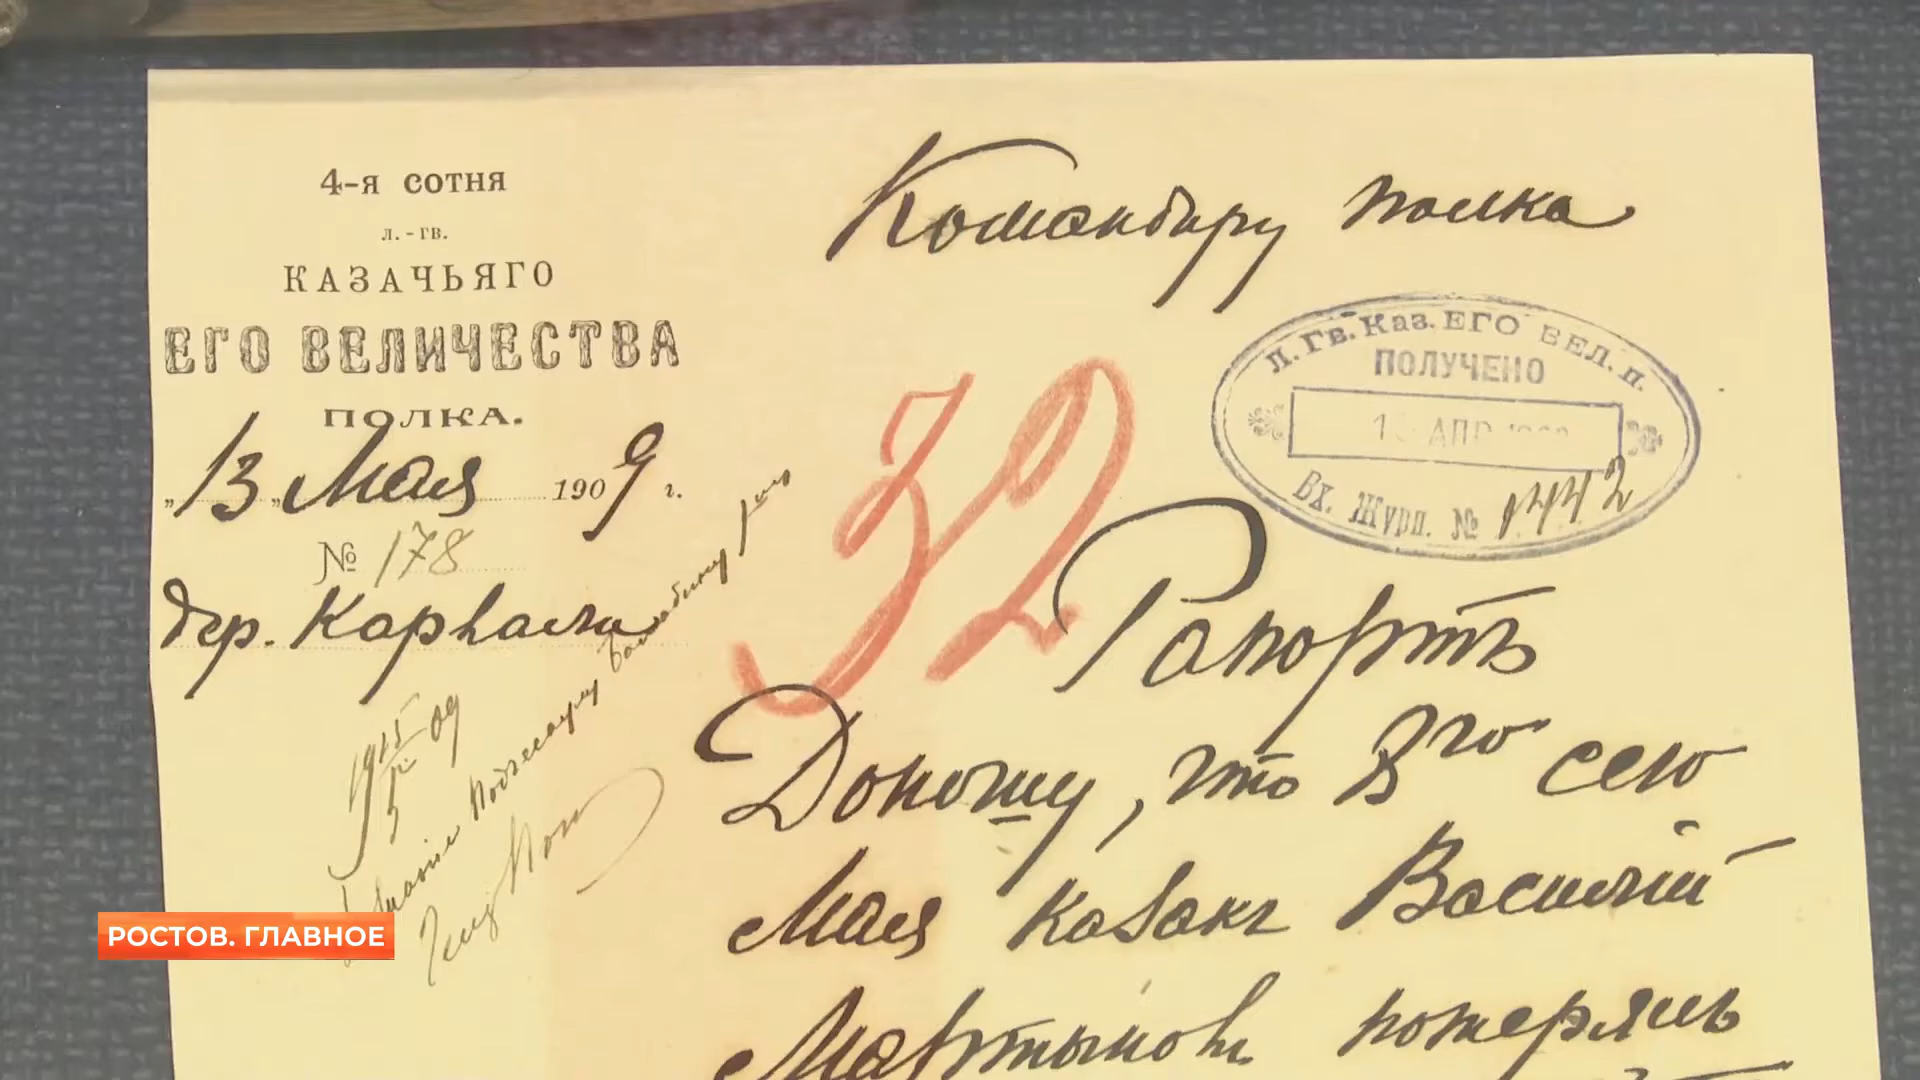 4-я СОТНЯ
л.-гв.
КАЗАЧЬЯГО
ЕГО ВЕЛИЧЕСТВА
ПОЛКА.
„13„ Мая 1909 г.
№ 178
дер.
Командиру полка
Л. Гв. Каз. ЕГО ВЕЛ. П.
ПОЛУЧЕНО
АПР
Вх. Журн. № 1442
32
Рапортъ
Доношу, что 8го сего
Мая казакъ Василий
Мартыновъ потерялъ
РОСТОВ. ГЛАВНОЕ